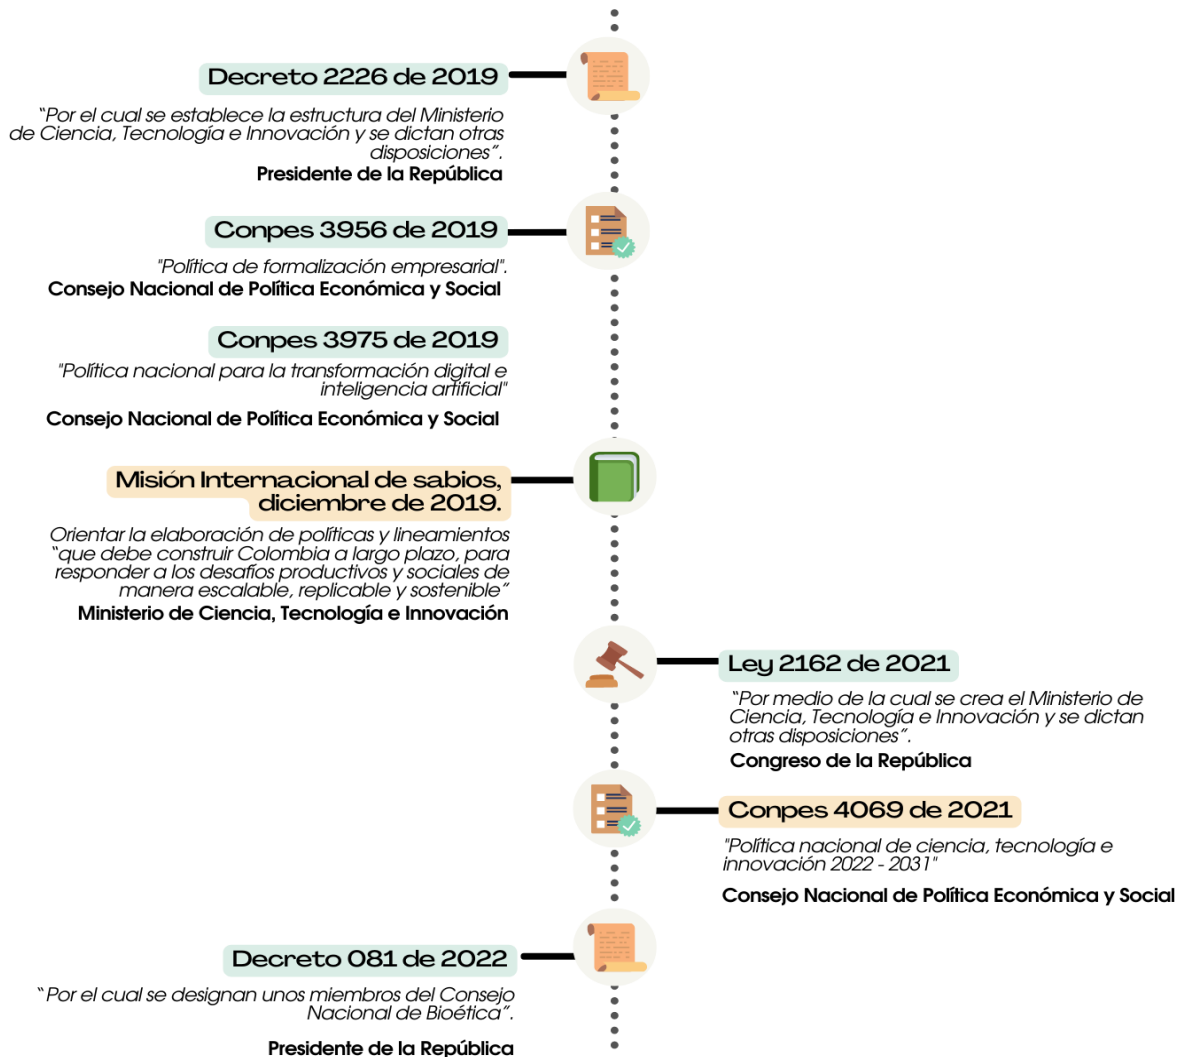 Decreto 2226 de 2019
“Por el cual se establece la estructura del Ministerio
de Ciencia, Tecnología e Innovación y se dictan otras
disposiciones”.
Presidente de la República
Conpes 3956 de 2019
"Política de formalización empresarial".
Consejo Nacional de Política Económica y Social
Conpes 3975 de 2019
"Política nacional para la transformación digital e
inteligencia artificial"
Consejo Nacional de Política Económica y Social
Misión Internacional de sabios,
diciembre de 2019.
Orientar la elaboración de políticas y lineamientos
“que debe construir Colombia a largo plazo, para
responder a los desafíos productivos y sociales de
manera escalable, replicable y sostenible”
Ministerio de Ciencia, Tecnología e Innovación
Ley 2162 de 2021
“Por medio de la cual se crea el Ministerio de
Ciencia, Tecnología e Innovación y se dictan
otras disposiciones”.
Congreso de la República
Conpes 4069 de 2021
"Política nacional de ciencia, tecnología e
innovación 2022 - 2031"
Consejo Nacional de Política Económica y Social
Decreto 081 de 2022
“Por el cual se designan unos miembros del Consejo
Nacional de Bioética”.
Presidente de la República